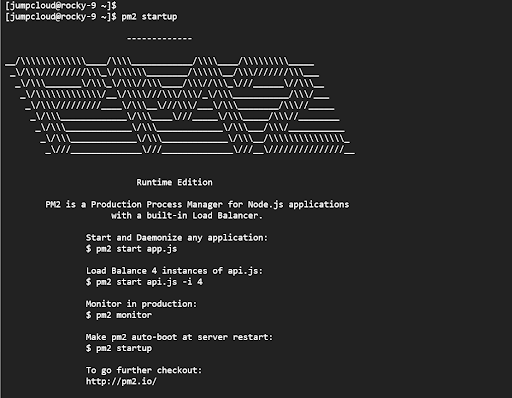 [jumpcloud@rocky-9 ~]$
[jumpcloud@rocky-9 ~]$ pm2 startup
-------------
Runtime Edition
PM2 is a Production Process Manager for Node.js applications
with a built-in Load Balancer.
Start and Daemonize any application:
$ pm2 start app.js
Load Balance 4 instances of api.js:
$ pm2 start api.js -i 4
Monitor in production:
$ pm2 monitor
Make pm2 auto-boot at server restart:
$ pm2 startup
To go further checkout:
http://pm2.io/